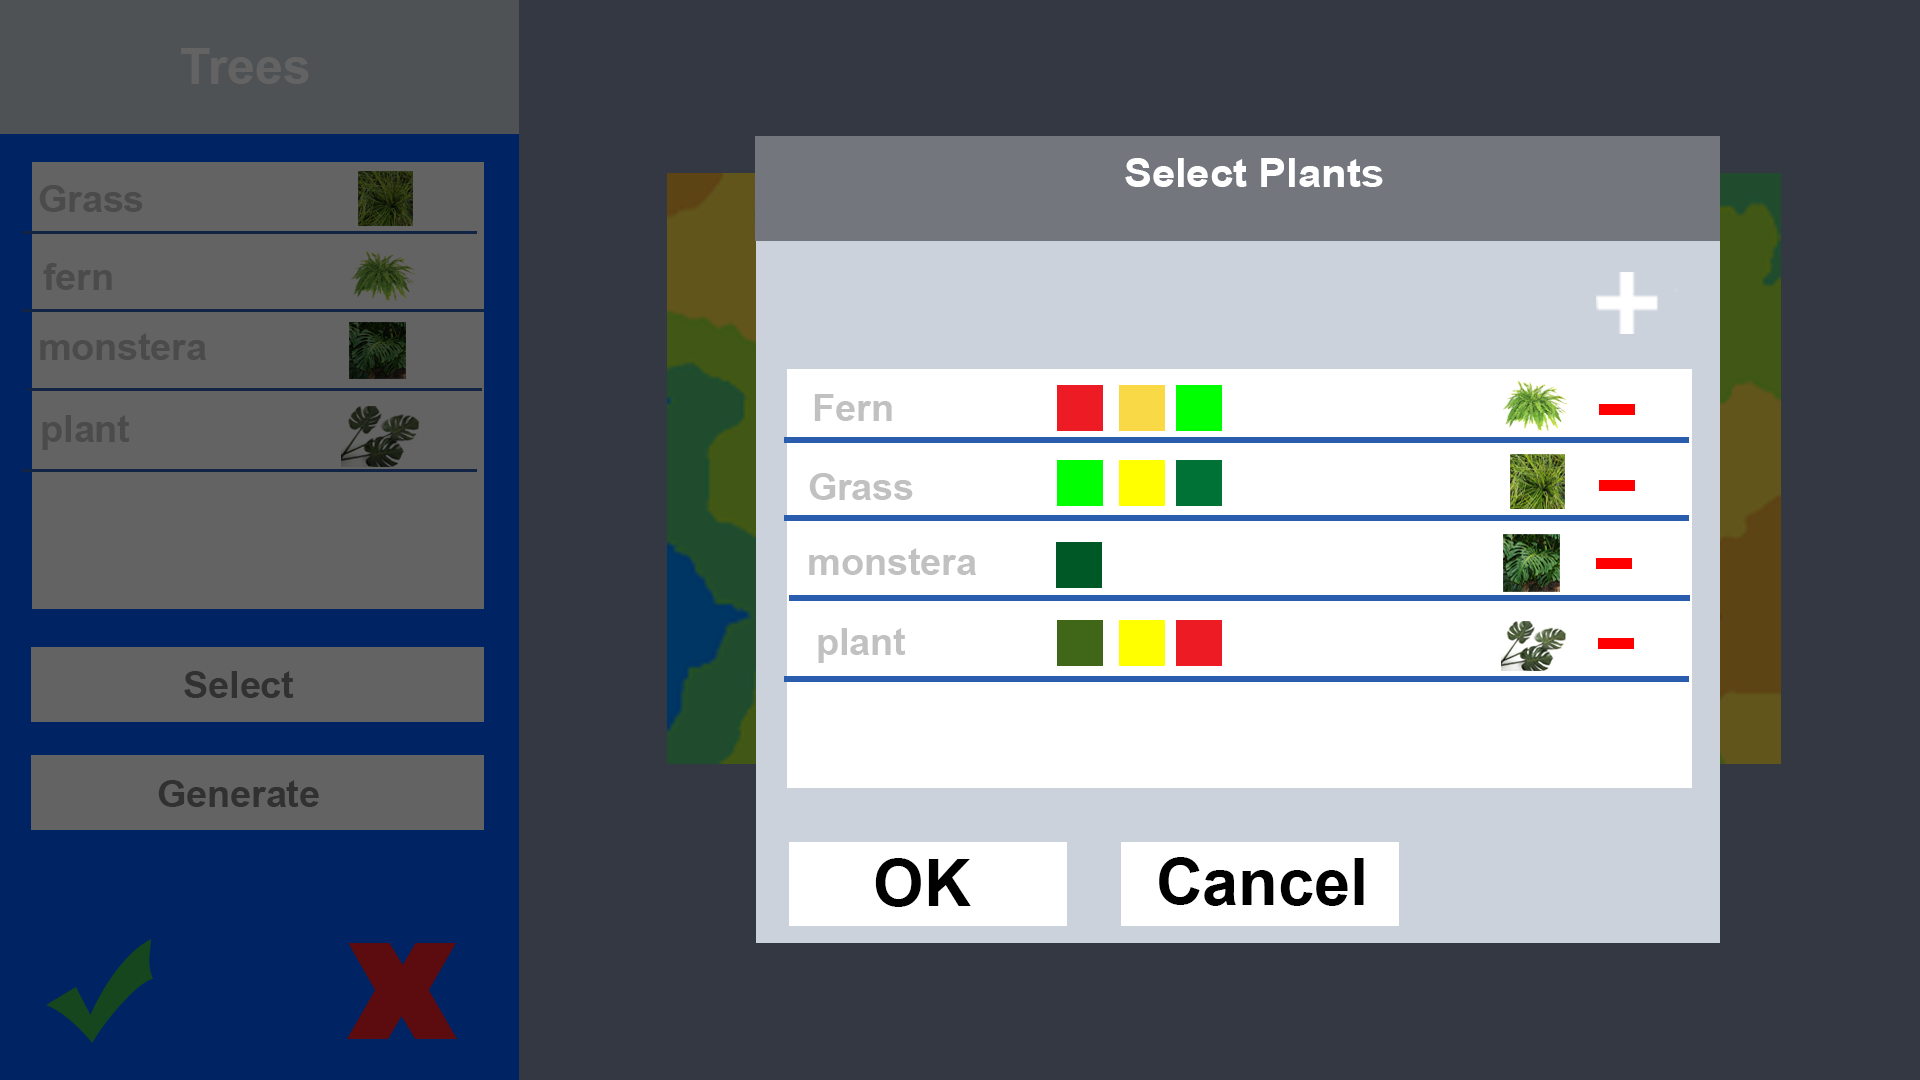 Trees
Grass
fern
monstera
plant
Select
Generate
Select Plants
Fern
Grass
monstera
plant
OK
Cancel